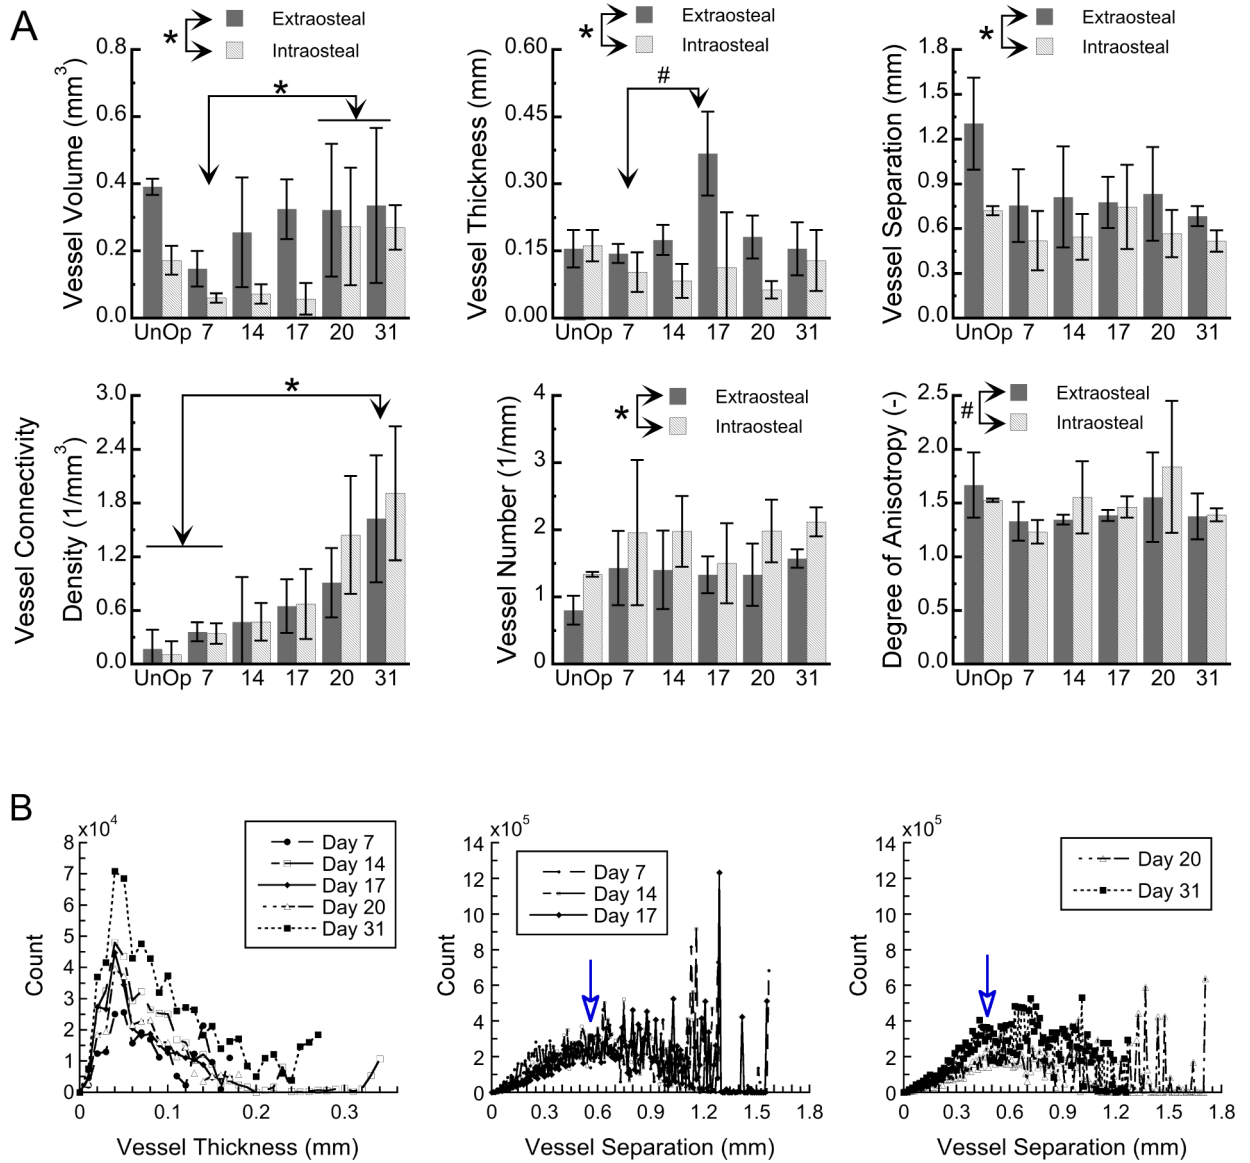 A
* Extraosteal
Intraosteal
Vessel Volume (mm³)
0.8
0.6
0.4
0.2
0.0
*
UnOp 7 14 17 20 31
* Extraosteal
Intraosteal
Vessel Thickness (mm)
0.60
0.45
0.30
0.15
0.00
#
UnOp 7 14 17 20 31
* Extraosteal
Intraosteal
Vessel Separation (mm)
1.8
1.5
1.2
0.9
0.6
0.3
0.0
UnOp 7 14 17 20 31
Vessel Connectivity
Density (1/mm³)
3.0
2.4
1.8
1.2
0.6
0.0
*
UnOp 7 14 17 20 31
* Extraosteal
Intraosteal
Vessel Number (1/mm)
4
3
2
1
0
UnOp 7 14 17 20 31
# Extraosteal
Intraosteal
Degree of Anisotropy (-)
2.5
2.0
1.5
1.0
0.5
0.0
UnOp 7 14 17 20 31
B
x10⁴
Count
8
7
6
5
4
3
2
1
0
Day 7
Day 14
Day 17
Day 20
Day 31
0 0.1 0.2 0.3
Vessel Thickness (mm)
x10⁵
Count
14
12
10
8
6
4
2
0
Day 7
Day 14
Day 17
0 0.3 0.6 0.9 1.2 1.5 1.8
Vessel Separation (mm)
x10⁵
Count
14
12
10
8
6
4
2
0
Day 20
Day 31
0 0.3 0.6 0.9 1.2 1.5 1.8
Vessel Separation (mm)